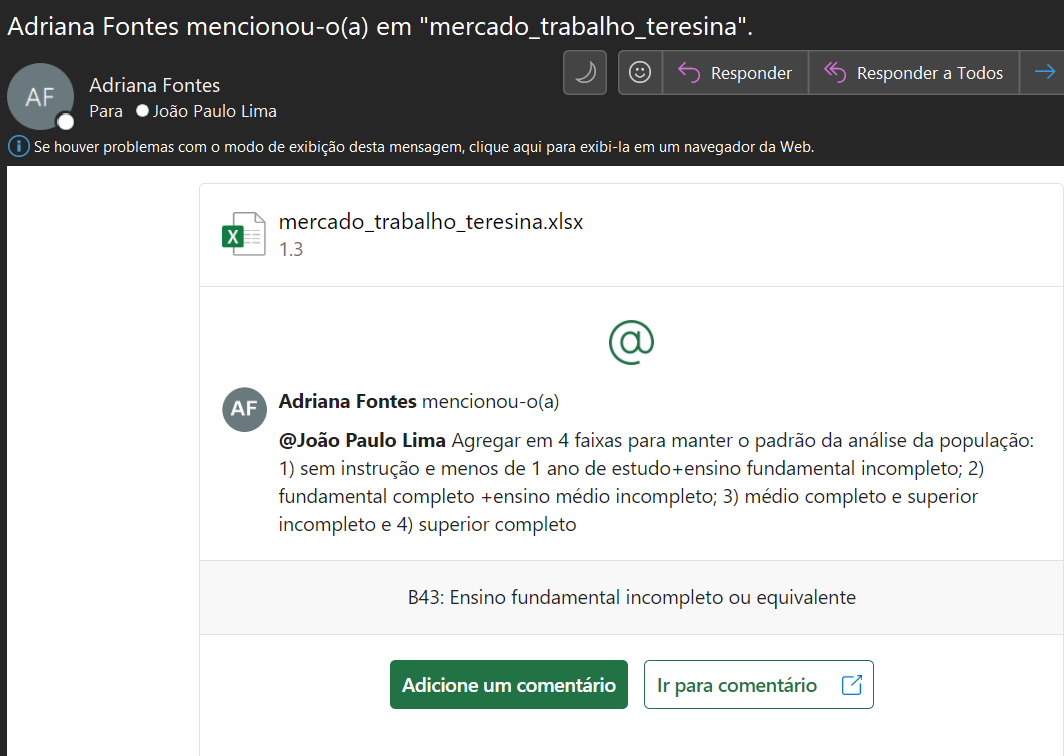 Adriana Fontes mencionou-o(a) em "mercado_trabalho_teresina".
AF
Adriana Fontes
Para João Paulo Lima
Responder
Responder a Todos
Se houver problemas com o modo de exibição desta mensagem, clique aqui para exibi-la em um navegador da Web.
X
mercado_trabalho_teresina.xlsx
1.3
@
AF
Adriana Fontes mencionou-o(a)
@João Paulo Lima Agregar em 4 faixas para manter o padrão da análise da população:
1) sem instrução e menos de 1 ano de estudo+ensino fundamental incompleto; 2)
fundamental completo +ensino médio incompleto; 3) médio completo e superior
incompleto e 4) superior completo
B43: Ensino fundamental incompleto ou equivalente
Adicione um comentário
Ir para comentário